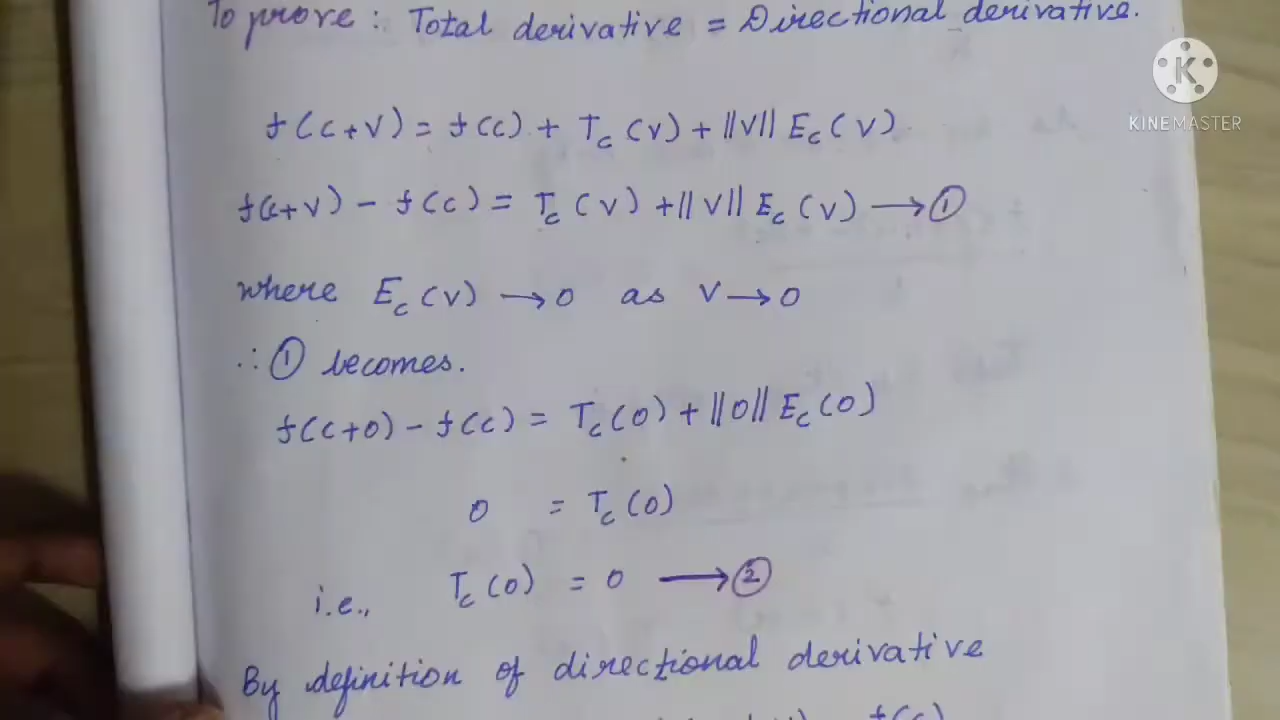 To prove : Total derivative = Directional derivative.
K
KINEMASTER
f(c+v) = f(c) + T_c(v) + ||v|| E_c(v)
f(c+v) - f(c) = T_c(v) + ||v|| E_c(v) → ①
where E_c(v) → 0 as v → 0
∴ ① becomes.
f(c+0) - f(c) = T_c(0) + ||0|| E_c(0)
0 = T_c(0)
i.e., T_c(0) = 0 → ②
By definition of directional derivative
f(c)